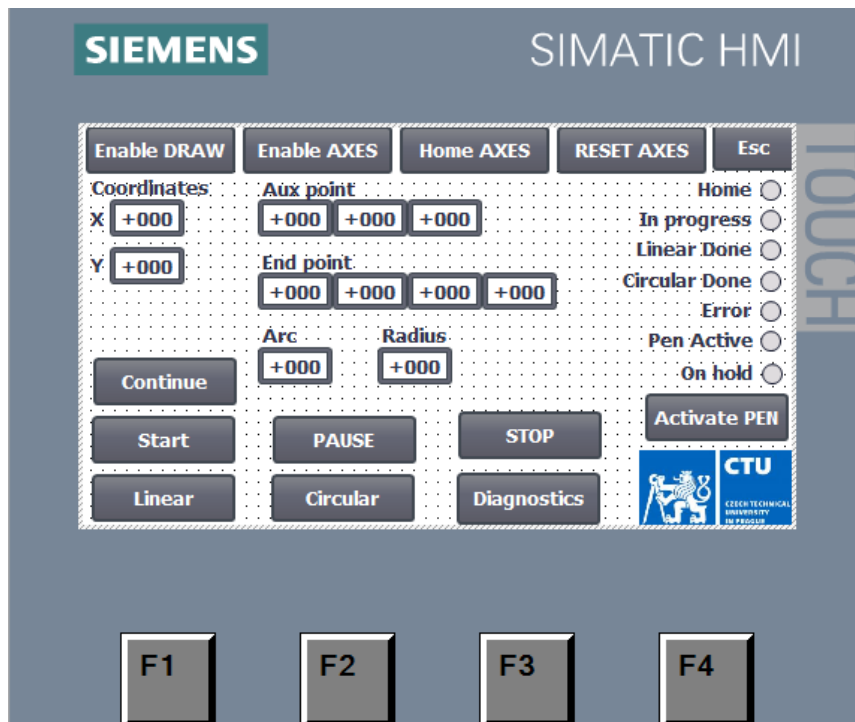 SIEMENS
SIMATIC HMI
TOUCH
Enable DRAW
Enable AXES
Home AXES
RESET AXES
Esc
Coordinates
X +000
Y +000
Aux point
+000 +000 +000
End point
+000 +000 +000 +000
Arc
+000
Radius
+000
Home
In progress
Linear Done
Circular Done
Error
Pen Active
On hold
Continue
Activate PEN
Start
PAUSE
STOP
Linear
Circular
Diagnostics
CTU
CZECH TECHNICAL
UNIVERSITY
IN PRAGUE
F1
F2
F3
F4